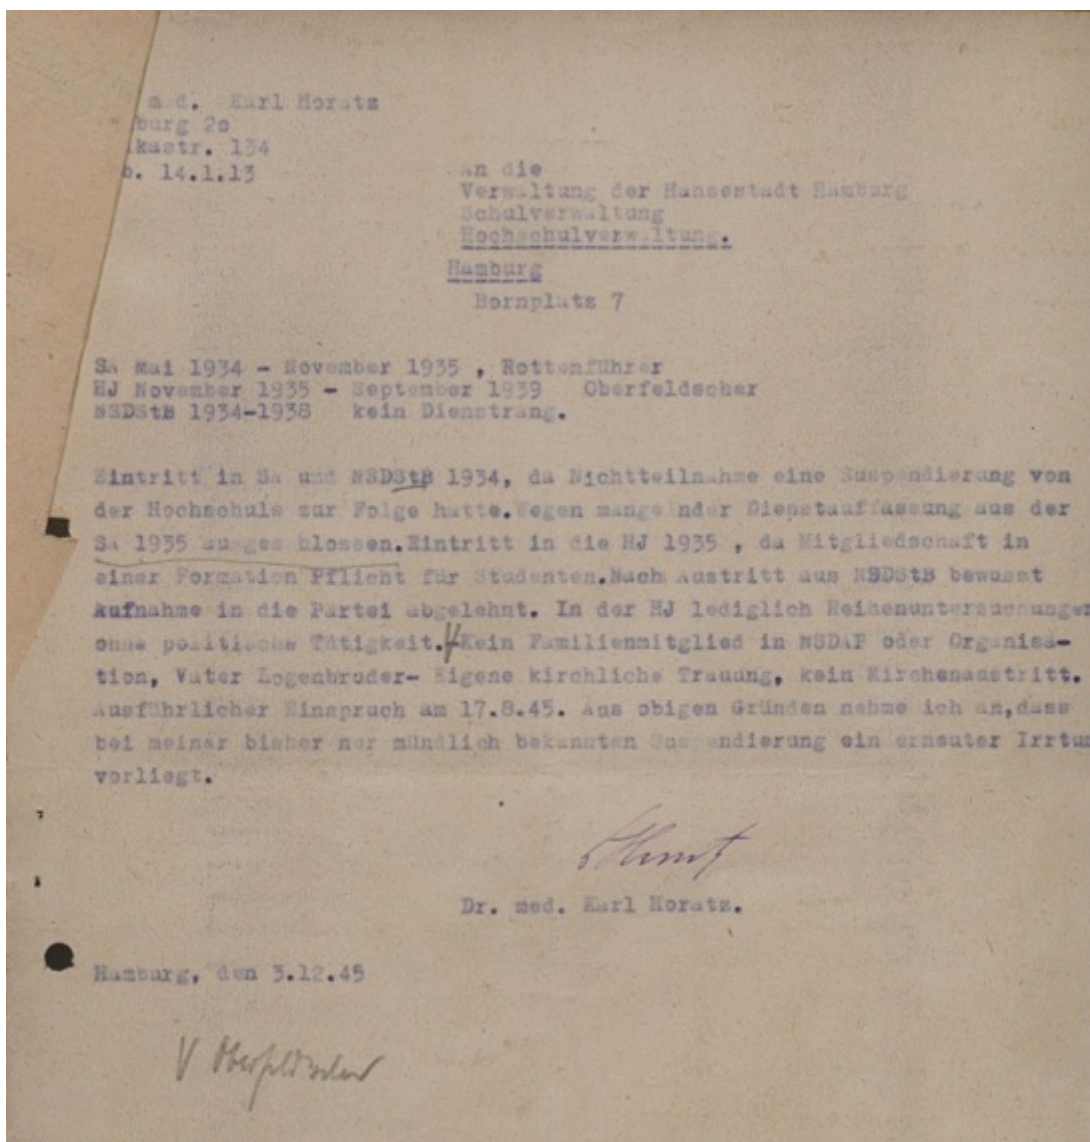 med. Karl Horatz
burg 20
kastr. 134
b. 14.1.13
An die
Verwaltung der Hansestadt Hamburg
Schulverwaltung
Hochschulverwaltung.
Hamburg
Bornplatz 7
SA Mai 1934 - November 1935 , Rottenführer
HJ November 1935 - September 1939 Oberfeldscher
NSDStB 1934-1938 kein Dienstrang.
Eintritt in SA und NSDStB 1934, da Nichtteilnahme eine Suspendierung von
der Hochschule zur Folge hatte.Wegen mangelnder Dienstauffassung aus der
SA 1935 ausges blossen.Eintritt in die HJ 1935 , da Mitgliedschaft in
einer Formation Pflicht für Studenten.Nach Austritt aus NSDStB bewusst
Aufnahme in die Partei abgelehnt. In der HJ lediglich Reihenuntersuchungen
ohne politische Tätigkeit. Kein Familienmitglied in NSDAP oder Organisa-
tion, Vater Logenbruder- Eigene kirchliche Trauung, kein Kirchenaustritt.
Ausführlicher Einspruch am 17.8.45. Aus obigen Gründen nehme ich an,dass
bei meiner bisher nur mündlich bekannten Suspendierung ein erneuter Irrtum
vorliegt.
Dr. med. Karl Horatz.
Hamburg, den 3.12.45
V Oberfeldscher